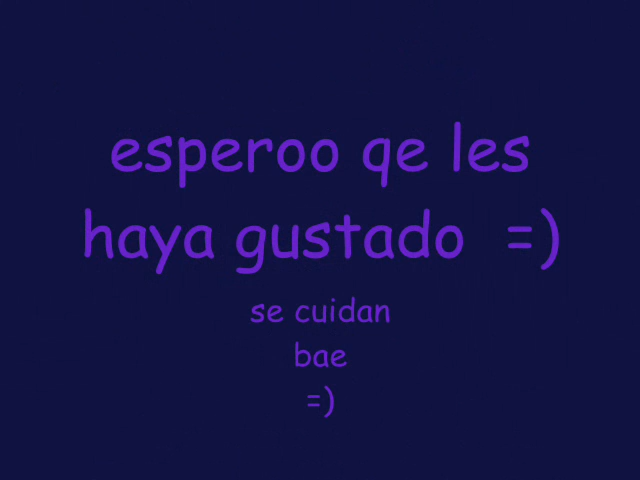 esperoo qe les
haya gustado =)
se cuidan
bae
=)